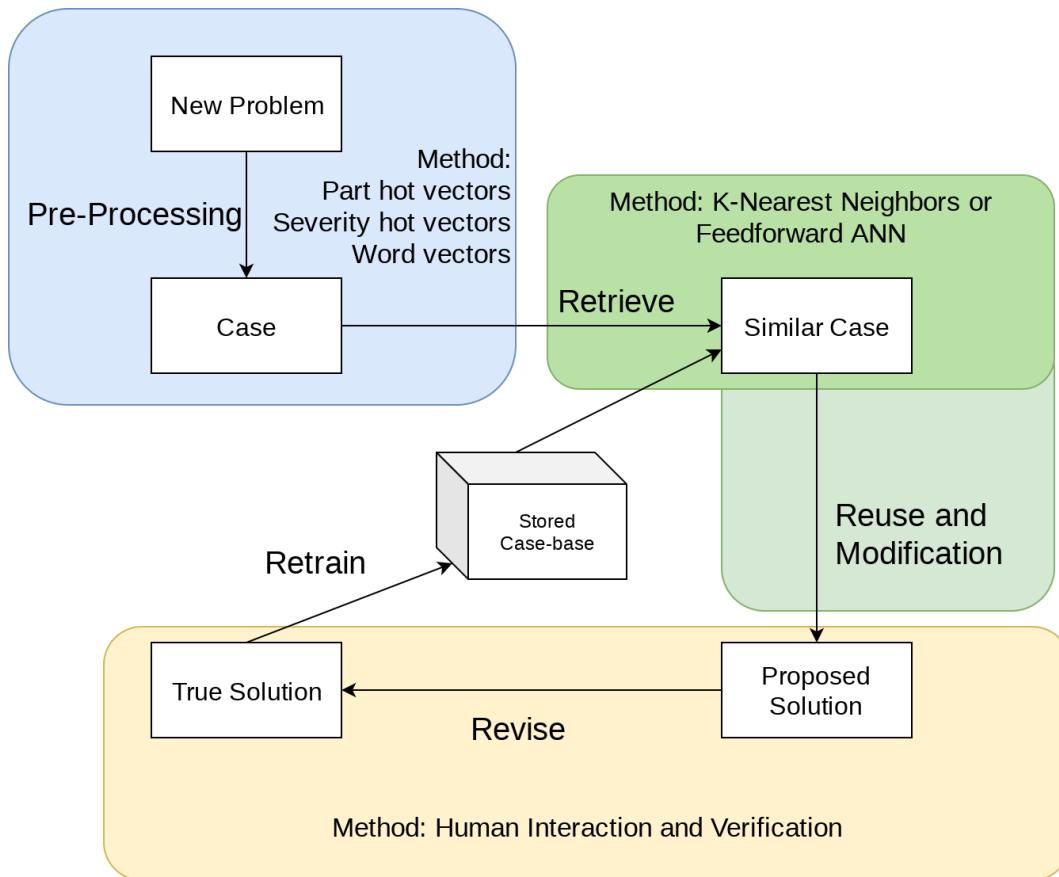 New Problem
Pre-Processing
Method:
Part hot vectors
Severity hot vectors
Word vectors
Case
Retrieve
Method: K-Nearest Neighbors or
Feedforward ANN
Similar Case
Stored
Case-base
Reuse and
Modification
Retrain
True Solution
Revise
Proposed
Solution
Method: Human Interaction and Verification